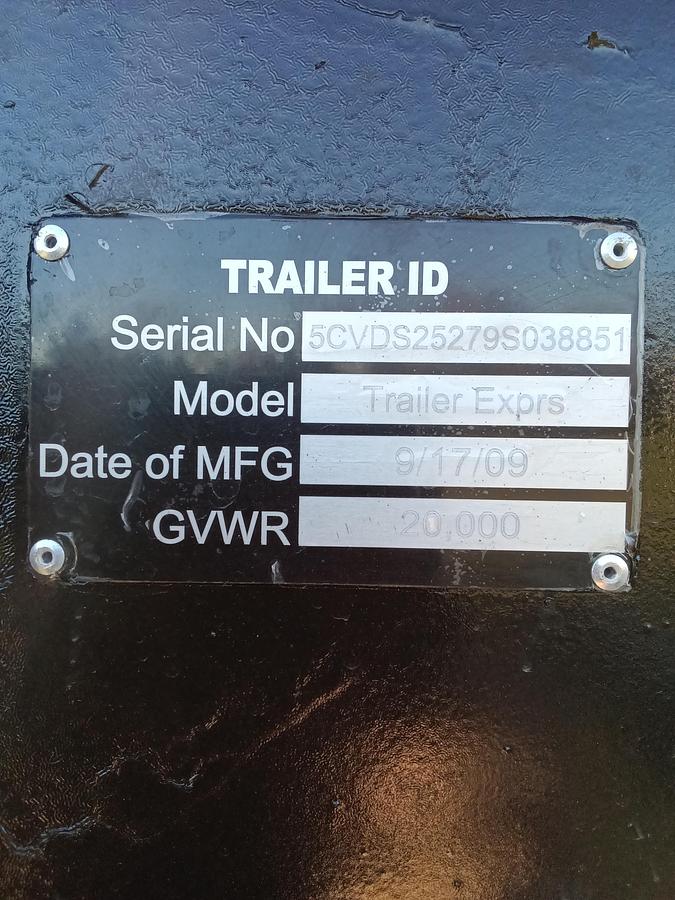 TRAILER ID
Serial No 5CVDS25279S038851
Model Trailer Exprs
Date of MFG 9/17/09
GVWR 20,000